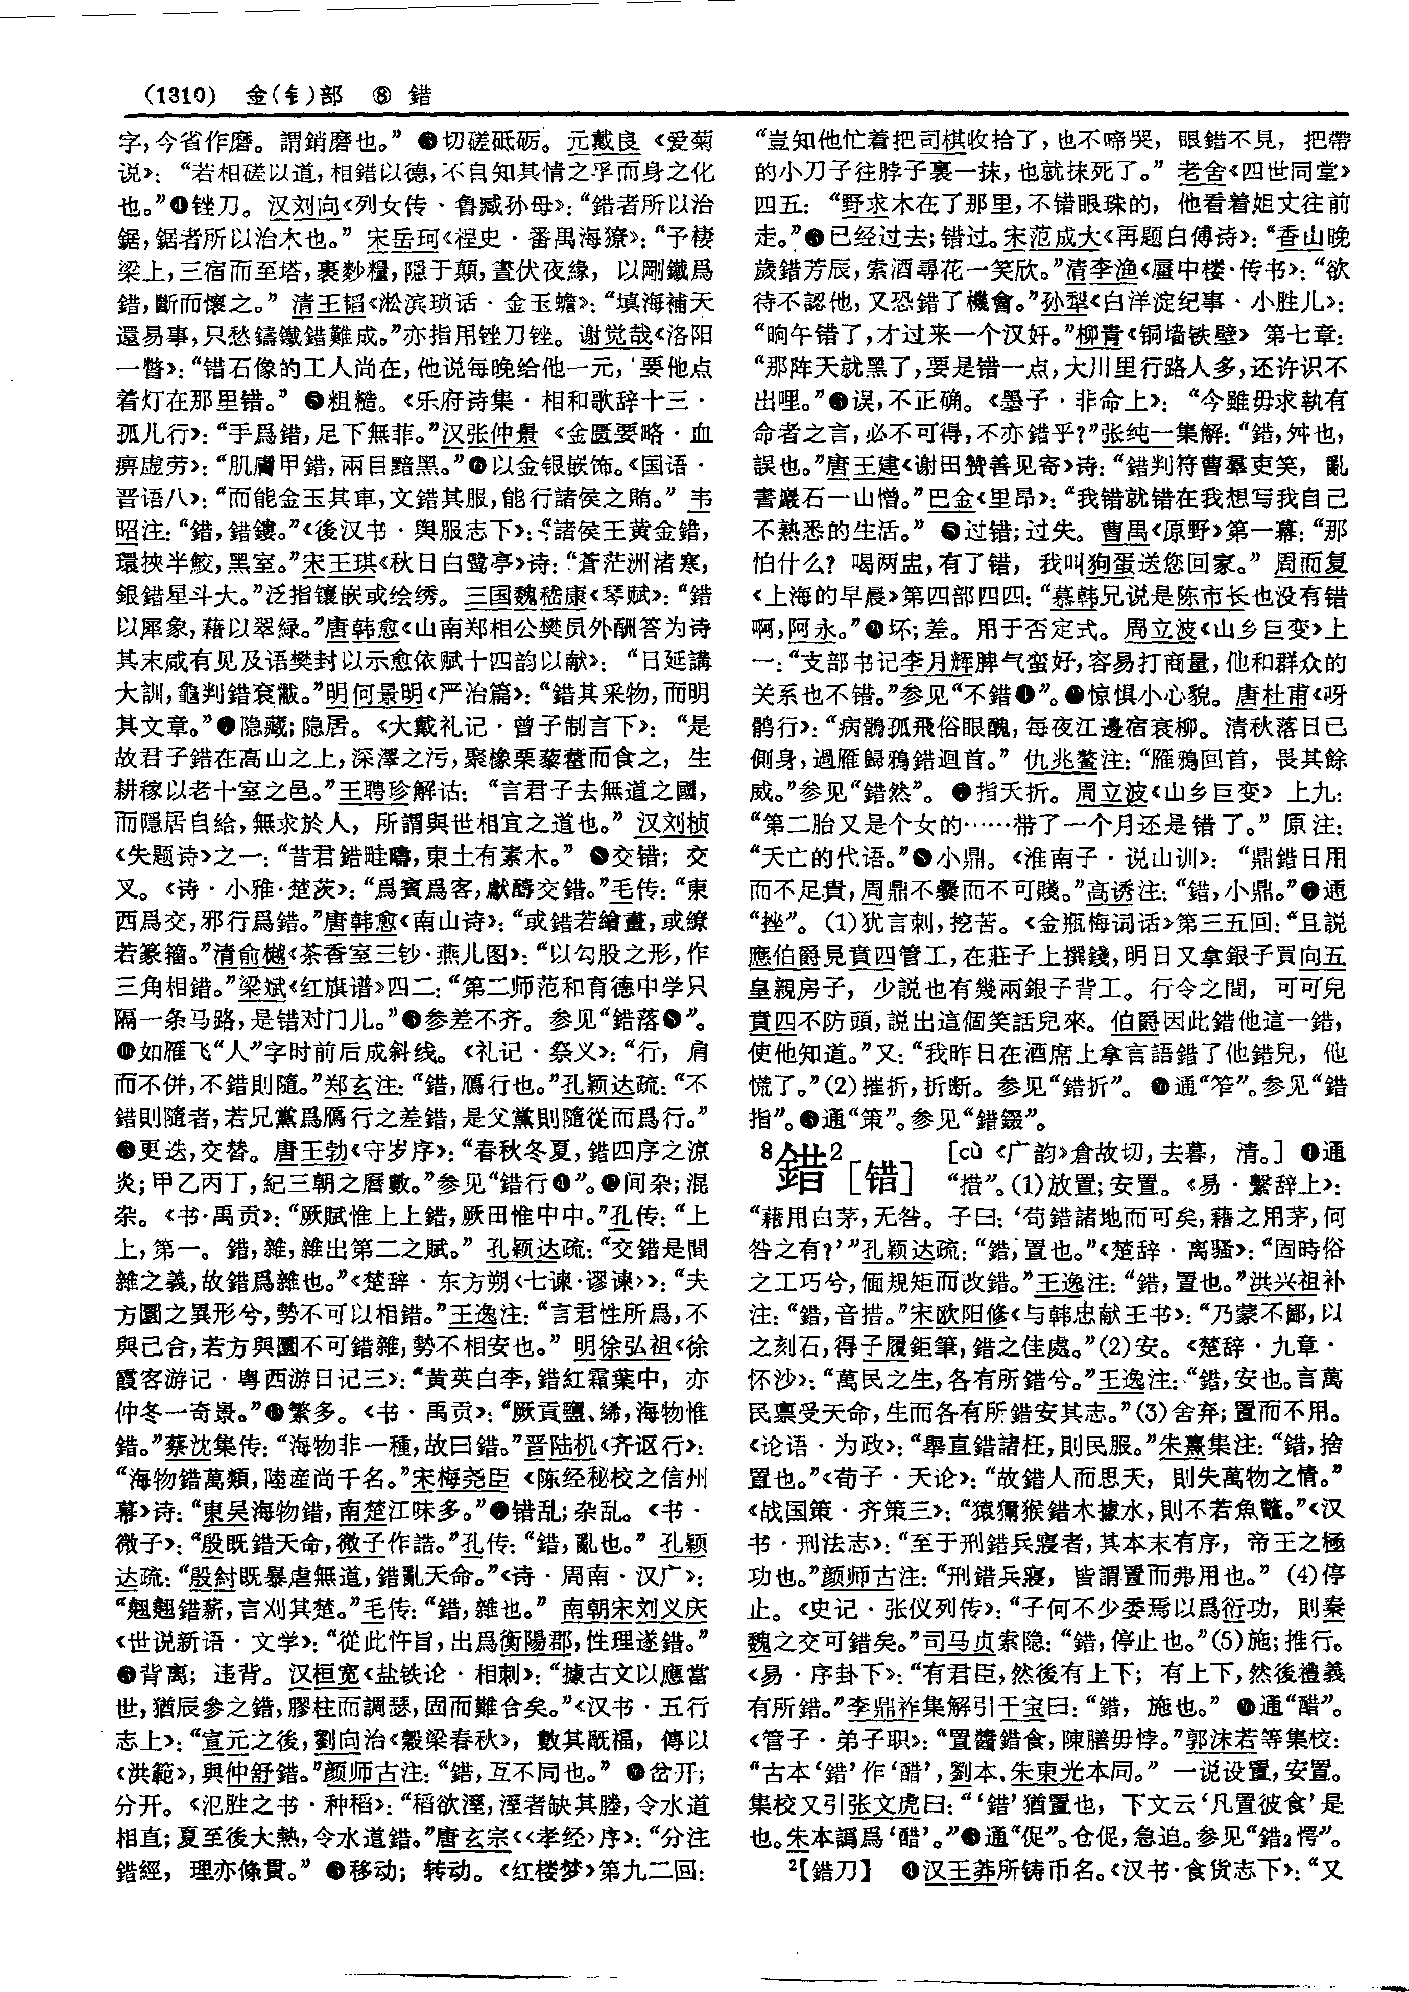 (1310) 金(钅)部 ⑧ 錯
字,今省作磨。謂銷磨也。” ❸切磋砥砺。元戴良《爱菊
说》:“若相磋以道,相錯以德,不自知其情之孚而身之化
也。”❹锉刀。汉刘向《列女传·鲁臧孙母》:“錯者所以治
鋸,鋸者所以治木也。” 宋岳珂《桯史·番禺海獠》:“予棲
梁上,三宿而至塔,裹麨糧,隐于顛,晝伏夜緣,以剛鐵爲
錯,斷而懷之。” 清王韬《淞滨琐话·金玉蟾》:“填海補天
還易事,只愁鑄鐵錯難成。”亦指用锉刀锉。谢觉哉《洛阳
一瞥》:“错石像的工人尚在,他说每晚给他一元,要他点
着灯在那里错。” ❺粗糙。《乐府诗集·相和歌辞十三·
孤儿行》:“手爲錯,足下無菲。”汉张仲景《金匮要略·血
痹虚劳》:“肌膚甲錯,兩目黯黑。”❻以金银嵌饰。《国语·
晋语八》:“而能金玉其車,文錯其服,能行諸侯之賄。” 韦
昭注:“錯,錯鏤。”《後汉书·舆服志下》:“諸侯王黄金錯,
環挾半鮫,黑室。”宋王琪《秋日白鹭亭》诗:“蒼茫洲渚寒,
銀錯星斗大。”泛指镶嵌或绘绣。三国魏嵇康《琴赋》:“錯
以犀象,藉以翠緑。”唐韩愈《山南郑相公樊员外酬答为诗
其末咸有见及语樊封以示愈依赋十四韵以献》:“日延講
大訓,龜判錯衮黻。”明何景明《严治篇》:“錯其采物,而明
其文章。”❼隐藏;隐居。《大戴礼记·曾子制言下》:“是
故君子錯在高山之上,深澤之污,聚橡栗藜藿而食之,生
耕稼以老十室之邑。”王聘珍解诂:“言君子去無道之國,
而隱居自給,無求於人,所謂與世相宜之道也。” 汉刘桢
《失题诗》之一:“昔君錯畦疇,東土有素木。” ❽交错;交
叉。《诗·小雅·楚茨》:“爲賓爲客,獻醻交錯。”毛传:“東
西爲交,邪行爲錯。”唐韩愈《南山诗》:“或錯若繪畫,或繚
若篆籀。”清俞樾《茶香室三钞·燕儿图》:“以勾股之形,作
三角相錯。”梁斌《红旗谱》四二:“第二师范和育德中学只
隔一条马路,是错对门儿。”❾参差不齐。参见“錯落❶”。
❿如雁飞“人”字时前后成斜线。《礼记·祭义》:“行,肩
而不併,不錯則隨。”郑玄注:“錯,鴈行也。”孔颖达疏:“不
錯則隨者,若兄黨爲鴈行之差錯,是父黨則隨從而爲行。”
⓫更迭,交替。唐王勃《守岁序》:“春秋冬夏,錯四序之涼
炎;甲乙丙丁,紀三朝之曆數。”参见“錯行❹”。⓬间杂;混
杂。《书·禹贡》:“厥賦惟上上錯,厥田惟中中。”孔传:“上
上,第一。錯,雜,雜出第二之賦。” 孔颖达疏:“交錯是間
雜之義,故錯爲雜也。”《楚辞·东方朔〈七谏·谬谏〉》:“夫
方圜之異形兮,勢不可以相錯。”王逸注:“言君性所爲,不
與己合,若方與圜不可錯雜,勢不相安也。” 明徐弘祖《徐
霞客游记·粤西游日记三》:“黄英白李,錯紅霜葉中,亦
仲冬一奇景。”⓭繁多。《书·禹贡》:“厥貢鹽、絺,海物惟
錯。”蔡沈集传:“海物非一種,故曰錯。”晋陆机《齐讴行》:
“海物錯萬類,陸産尚千名。”宋梅尧臣《陈经秘校之信州
幕》诗:“東吴海物錯,南楚江味多。”⓮错乱;杂乱。《书·
微子》:“殷既錯天命,微子作誥。”孔传:“錯,亂也。” 孔颖
达疏:“殷紂既暴虐無道,錯亂天命。”《诗·周南·汉广》:
“翹翹錯薪,言刈其楚。”毛传:“錯,雜也。” 南朝宋刘义庆
《世说新语·文学》:“從此忤旨,出爲衡陽郡,性理遂錯。”
⓯背离;违背。汉桓宽《盐铁论·相刺》:“據古文以應當
世,猶辰參之錯,膠柱而調瑟,固而難合矣。”《汉书·五行
志上》:“宣元之後,劉向治《穀梁春秋》,數其旤福,傳以
《洪範》,與仲舒錯。”颜师古注:“錯,互不同也。” ⓰岔开;
分开。《氾胜之书·种稻》:“稻欲溼,溼者缺其塍,令水道
相直;夏至後大熱,令水道錯。”唐玄宗《〈孝经〉序》:“分注
錯經,理亦條貫。” ⓱移动;转动。《红楼梦》第九二回:
“豈知他忙着把司棋收拾了,也不啼哭,眼錯不見,把帶
的小刀子往脖子裏一抹,也就抹死了。” 老舍《四世同堂》
四五:“野求木在了那里,不错眼珠的,他看着姐丈往前
走。”⓲已经过去;错过。宋范成大《再题白傅诗》:“香山晚
歲錯芳辰,索酒尋花一笑欣。”清李渔《蜃中楼·传书》:“欲
待不認他,又恐錯了機會。”孙犁《白洋淀纪事·小胜儿》:
“晌午错了,才过来一个汉奸。”柳青《铜墙铁壁》第七章:
“那阵天就黑了,要是错一点,大川里行路人多,还许识不
出哩。”⓳误,不正确。《墨子·非命上》:“今雖毋求執有
命者之言,必不可得,不亦錯乎?”张纯一集解:“錯,舛也,
誤也。”唐王建《谢田赞善见寄》诗:“錯判符曹羣吏笑,亂
書巖石一山憎。”巴金《里昂》:“我错就错在我想写我自己
不熟悉的生活。” ⓴过错;过失。曹禺《原野》第一幕:“那
怕什么?喝两盅,有了错,我叫狗蛋送您回家。” 周而复
《上海的早晨》第四部四四:“慕韩兄说是陈市长也没有错
啊,阿永。”㉑坏;差。用于否定式。周立波《山乡巨变》上
一:“支部书记李月辉脾气蛮好,容易打商量,他和群众的
关系也不错。”参见“不错❶”。㉒惊惧小心貌。唐杜甫《呀
鹘行》:“病鶻孤飛俗眼醜,每夜江邊宿衰柳。清秋落日已
側身,過雁歸鴉錯迴首。” 仇兆鳌注:“雁鴉回首,畏其餘
威。”参见“錯然”。㉓指夭折。周立波《山乡巨变》上九:
“第二胎又是个女的……带了一个月还是错了。”原注:
“夭亡的代语。”㉔小鼎。《淮南子·说山训》:“鼎錯日用
而不足貴,周鼎不爨而不可賤。”高诱注:“錯,小鼎。”㉕通
“挫”。(1)犹言刺,挖苦。《金瓶梅词话》第三五回:“且説
應伯爵見賁四管工,在莊子上撰錢,明日又拿銀子買向五
皇親房子,少説也有幾兩銀子背工。行令之間,可可兒
賁四不防頭,説出這個笑話兒來。伯爵因此錯他這一錯,
使他知道。”又:“我昨日在酒席上拿言語錯了他錯兒,他
慌了。”(2)摧折,折断。参见“錯折”。㉖通“笮”。参见“錯
指”。㉗通“策”。参见“錯鍜”。
8錯2[错] [cù《广韵》倉故切,去暮,清。] ❶通
“措”。(1)放置;安置。《易·繫辞上》:
“藉用白茅,无咎。子曰:‘苟錯諸地而可矣,藉之用茅,何
咎之有?’”孔颖达疏:“錯,置也。”《楚辞·离骚》:“固時俗
之工巧兮,偭規矩而改錯。”王逸注:“錯,置也。”洪兴祖补
注:“錯,音措。”宋欧阳修《与韩忠献王书》:“乃蒙不鄙,以
之刻石,得子履鉅筆,錯之佳處。”(2)安。《楚辞·九章·
怀沙》:“萬民之生,各有所錯兮。”王逸注:“錯,安也。言萬
民禀受天命,生而各有所錯安其志。”(3)舍弃;置而不用。
《论语·为政》:“舉直錯諸枉,則民服。”朱熹集注:“錯,捨
置也。”《荀子·天论》:“故錯人而思天,則失萬物之情。”
《战国策·齐策三》:“猿獼猴錯木據水,則不若魚鼈。”《汉
书·刑法志》:“至于刑錯兵寢者,其本末有序,帝王之極
功也。”颜师古注:“刑錯兵寢,皆謂置而弗用也。” (4)停
止。《史记·张仪列传》:“子何不少委焉以爲衍功,則秦
魏之交可錯矣。”司马贞索隐:“錯,停止也。”(5)施;推行。
《易·序卦下》:“有君臣,然後有上下;有上下,然後禮義
有所錯。”李鼎祚集解引干宝曰:“錯,施也。” ❷通“醋”。
《管子·弟子职》:“置醬錯食,陳膳毋悖。”郭沫若等集校:
“古本‘錯’作‘醋’,劉本、朱東光本同。” 一说设置,安置。
集校又引张文虎曰:“‘錯’猶置也,下文云‘凡置彼食’是
也。朱本譌爲‘醋’。”❸通“促”。仓促,急迫。参见“錯2愕”。
2【錯刀】 ❶汉王莽所铸币名。《汉书·食货志下》:“又